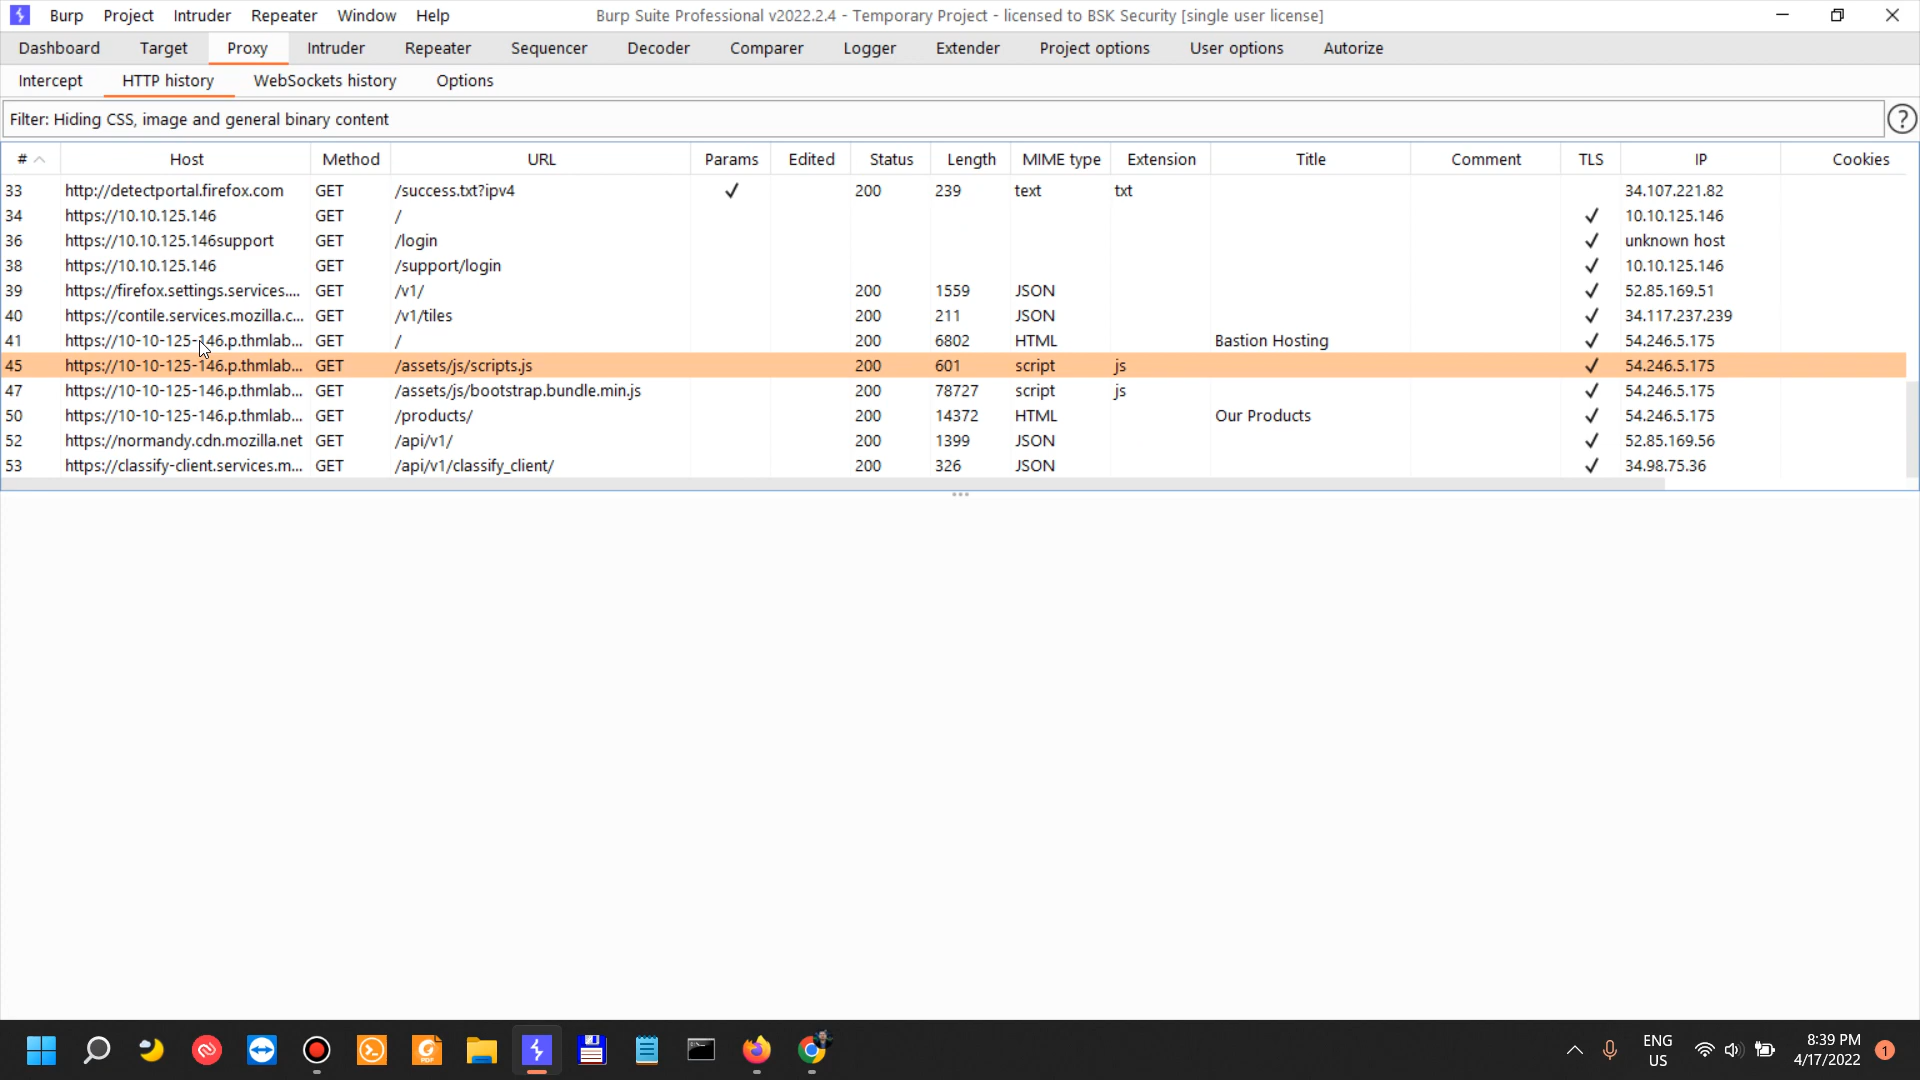 Burp Project Intruder Repeater Window Help Burp Suite Professional v2022.2.4 - Temporary Project - licensed to BSK Security [single user license]
Dashboard Target Proxy Intruder Repeater Sequencer Decoder Comparer Logger Extender Project options User options Autorize
Intercept HTTP history WebSockets history Options
Filter: Hiding CSS, image and general binary content ?
# Host Method URL Params Edited Status Length MIME type Extension Title Comment TLS IP Cookies
33 http://detectportal.firefox.com GET /success.txt?ipv4 ✓ 200 239 text txt 34.107.221.82
34 https://10.10.125.146 GET / ✓ 10.10.125.146
36 https://10.10.125.146support GET /login ✓ unknown host
38 https://10.10.125.146 GET /support/login ✓ 10.10.125.146
39 https://firefox.settings.services.... GET /v1/ 200 1559 JSON ✓ 52.85.169.51
40 https://contile.services.mozilla.c... GET /v1/tiles 200 211 JSON ✓ 34.117.237.239
41 https://10-10-125-146.p.thmlab... GET / 200 6802 HTML Bastion Hosting ✓ 54.246.5.175
45 https://10-10-125-146.p.thmlab... GET /assets/js/scripts.js 200 601 script js ✓ 54.246.5.175
47 https://10-10-125-146.p.thmlab... GET /assets/js/bootstrap.bundle.min.js 200 78727 script js ✓ 54.246.5.175
50 https://10-10-125-146.p.thmlab... GET /products/ 200 14372 HTML Our Products ✓ 54.246.5.175
52 https://normandy.cdn.mozilla.net GET /api/v1/ 200 1399 JSON ✓ 52.85.169.56
53 https://classify-client.services.m... GET /api/v1/classify_client/ 200 326 JSON ✓ 34.98.75.36
PDF
ENG 8:39 PM
US 4/17/2022 1